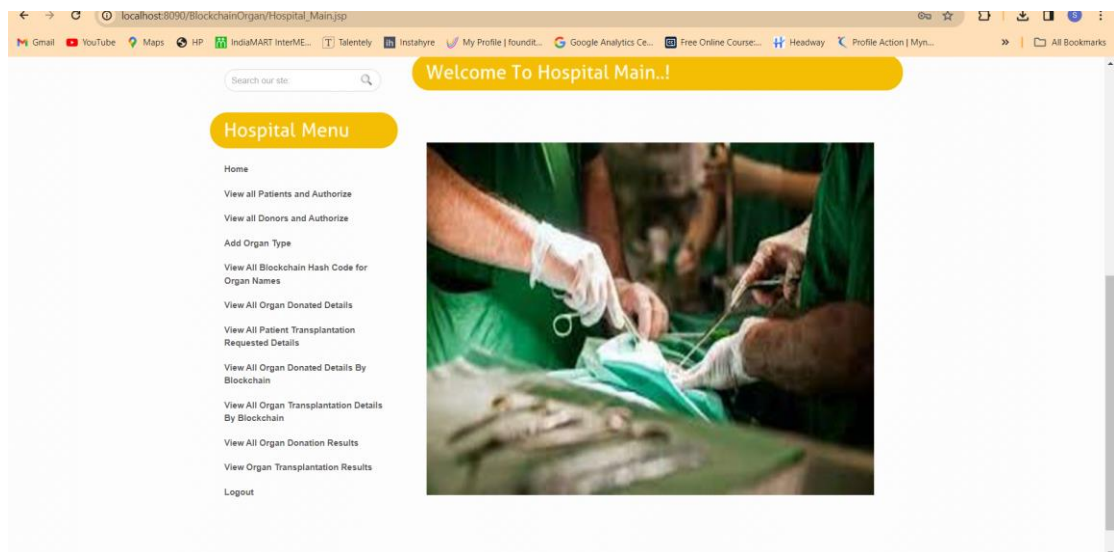 localhost:8090/BlockchainOrgan/Hospital_Main.jsp
Gmail YouTube Maps HP IndiaMART InterME... Talentely Instahyre My Profile | foundit... Google Analytics Ce... Free Online Course:... Headway Profile Action | Myn... » All Bookmarks
Search our site:
Welcome To Hospital Main..!
Hospital Menu
Home
View all Patients and Authorize
View all Donors and Authorize
Add Organ Type
View All Blockchain Hash Code for
Organ Names
View All Organ Donated Details
View All Patient Transplantation
Requested Details
View All Organ Donated Details By
Blockchain
View All Organ Transplantation Details
By Blockchain
View All Organ Donation Results
View Organ Transplantation Results
Logout